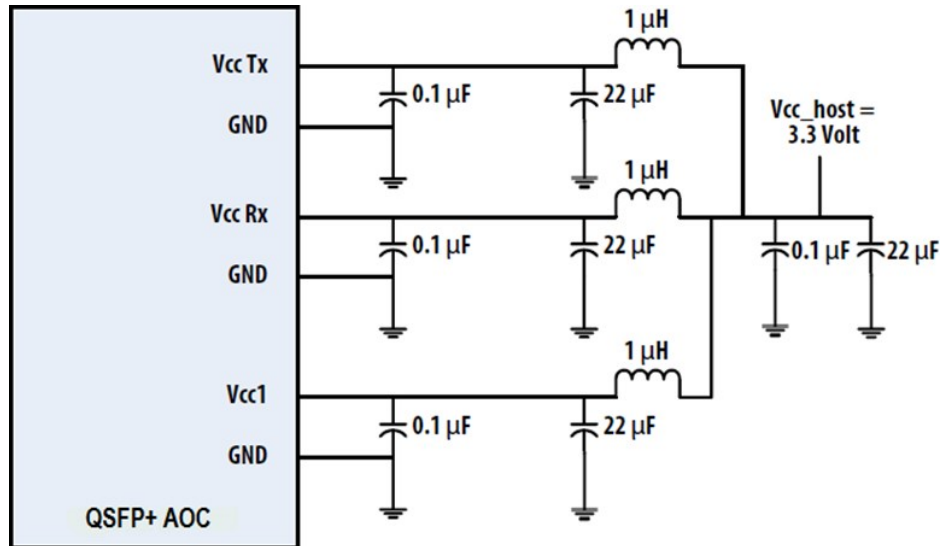 1 μH
Vcc Tx
0.1 μF
22 μF
GND
Vcc_host =
3.3 Volt
1 μH
Vcc Rx
0.1 μF
22 μF
0.1 μF
22 μF
GND
1 μH
Vcc1
0.1 μF
22 μF
GND
QSFP+ AOC